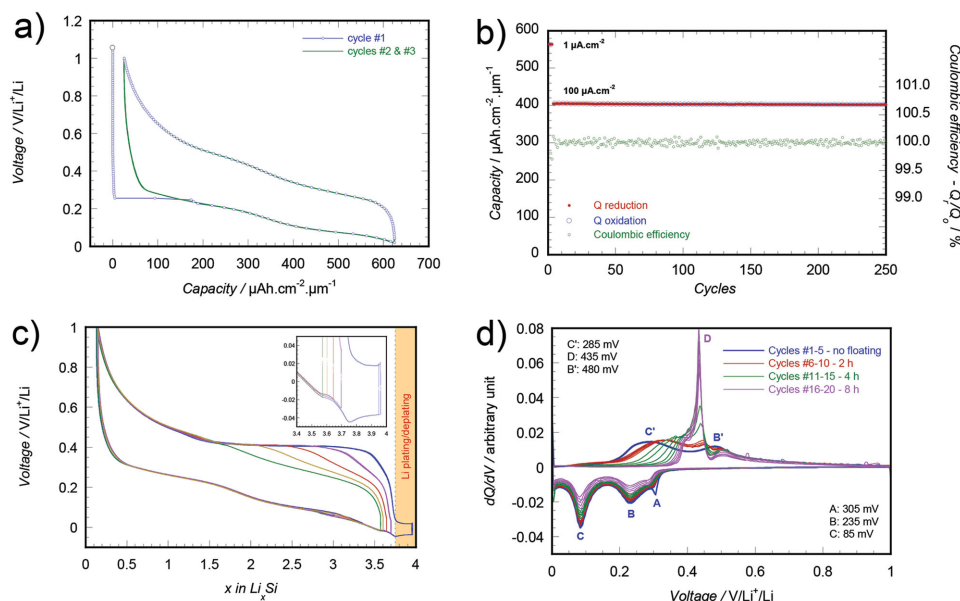 a)
cycle #1
cycles #2 & #3
Voltage / V/Li⁺/Li
1.2
1
0.8
0.6
0.4
0.2
0
0
100
200
300
400
500
600
700
Capacity / µAh.cm⁻².µm⁻¹
b)
1 µA.cm⁻²
100 µA.cm⁻²
Capacity / µAh.cm⁻².µm⁻¹
600
500
400
300
200
100
0
101.0
100.5
100.0
99.5
99.0
Coulombic efficiency - Qᵣ/Qₒ / %
Q reduction
Q oxidation
Coulombic efficiency
0
50
100
150
200
250
Cycles
c)
Voltage / V/Li⁺/Li
1
0.8
0.6
0.4
0.2
0
0.04
0.02
0
-0.02
-0.04
3.4
3.5
3.6
3.7
3.8
3.9
4
Li plating/deplating
0
0.5
1
1.5
2
2.5
3
3.5
4
x in LiₓSi
d)
dQ/dV / arbitrary unit
0.08
0.06
0.04
0.02
0
-0.02
-0.04
C': 285 mV
D: 435 mV
B': 480 mV
D
Cycles #1-5 - no floating
Cycles #6-10 - 2 h
Cycles #11-15 - 4 h
Cycles #16-20 - 8 h
C'
B'
A
B
C
A: 305 mV
B: 235 mV
C: 85 mV
0
0.2
0.4
0.6
0.8
1
Voltage / V/Li⁺/Li